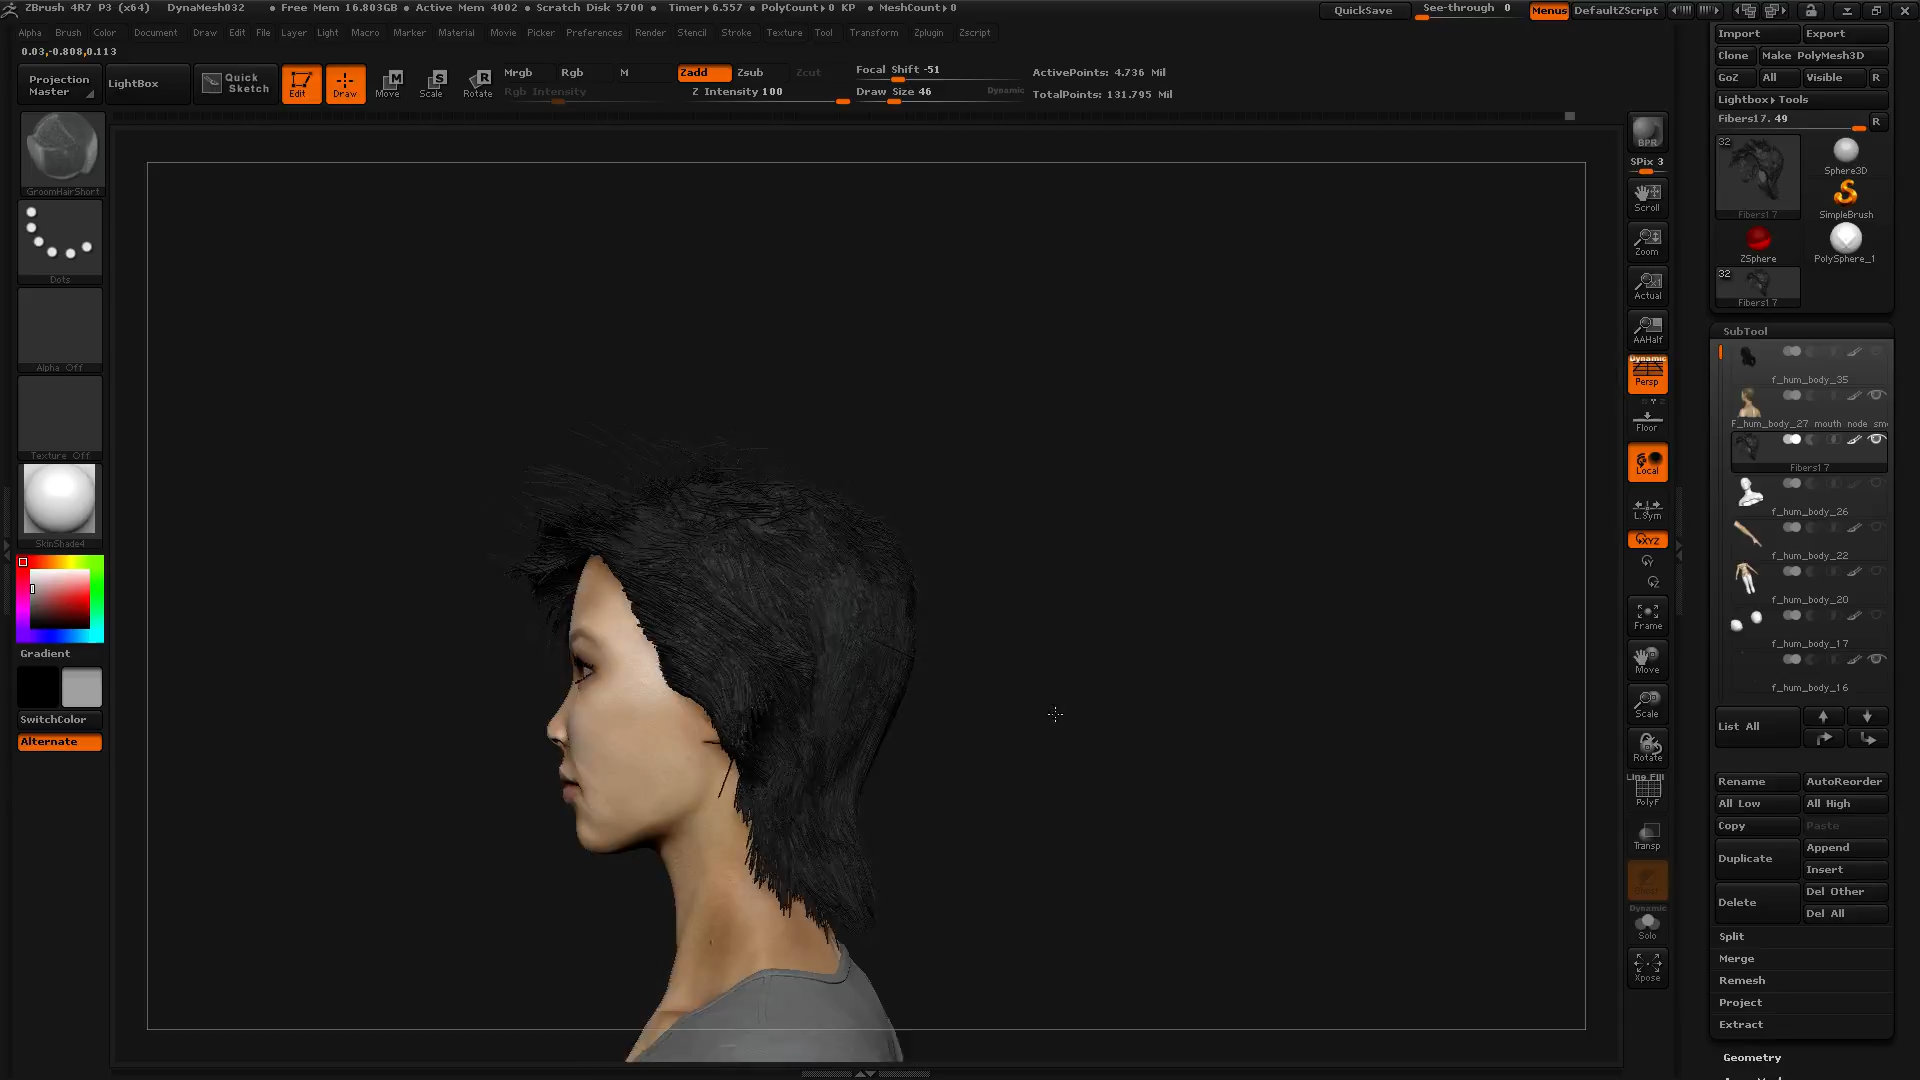 ZBrush 4R7 P3 (x64) DynaMesh032 • Free Mem 16.803GB • Active Mem 4002 • Scratch Disk 5700 • Timer▸6.557 • PolyCount▸0 KP • MeshCount▸0 QuickSave See-through 0 Menus DefaultZScript
Alpha Brush Color Document Draw Edit File Layer Light Macro Marker Material Movie Picker Preferences Render Stencil Stroke Texture Tool Transform Zplugin Zscript
0.03,-0.808,0.113
Projection Master
LightBox
Quick Sketch
Edit
Draw
Move
Scale
Rotate
Mrgb Rgb M Zadd Zsub Zcut
Rgb Intensity Z Intensity 100
Focal Shift -51
Draw Size 46 Dynamic
ActivePoints: 4.736 Mil
TotalPoints: 131.795 Mil
GroomHairShort
Dots
Alpha Off
Texture Off
SkinShade4
Gradient
SwitchColor
Alternate
BPR
SPix 3
Scroll
Zoom
Actual
AAHalf
Dynamic
Persp
Floor
Local
L.Sym
XYZ
Frame
Move
Scale
Rotate
Line Fill
PolyF
Transp
Dynamic
Solo
Xpose
Import Export
Clone Make PolyMesh3D
GoZ All Visible R
Lightbox▸Tools
Fibers17. 49 R
32
Fibers17
Sphere3D
SimpleBrush
ZSphere
PolySphere_1
32
Fibers17
SubTool
f_hum_body_35
F_hum_body_27_mouth_node_sm
Fibers17
f_hum_body_26
f_hum_body_22
f_hum_body_20
f_hum_body_17
f_hum_body_16
List All
Rename AutoReorder
All Low All High
Copy Paste
Duplicate Append
Insert
Delete Del Other
Del All
Split
Merge
Remesh
Project
Extract
Geometry